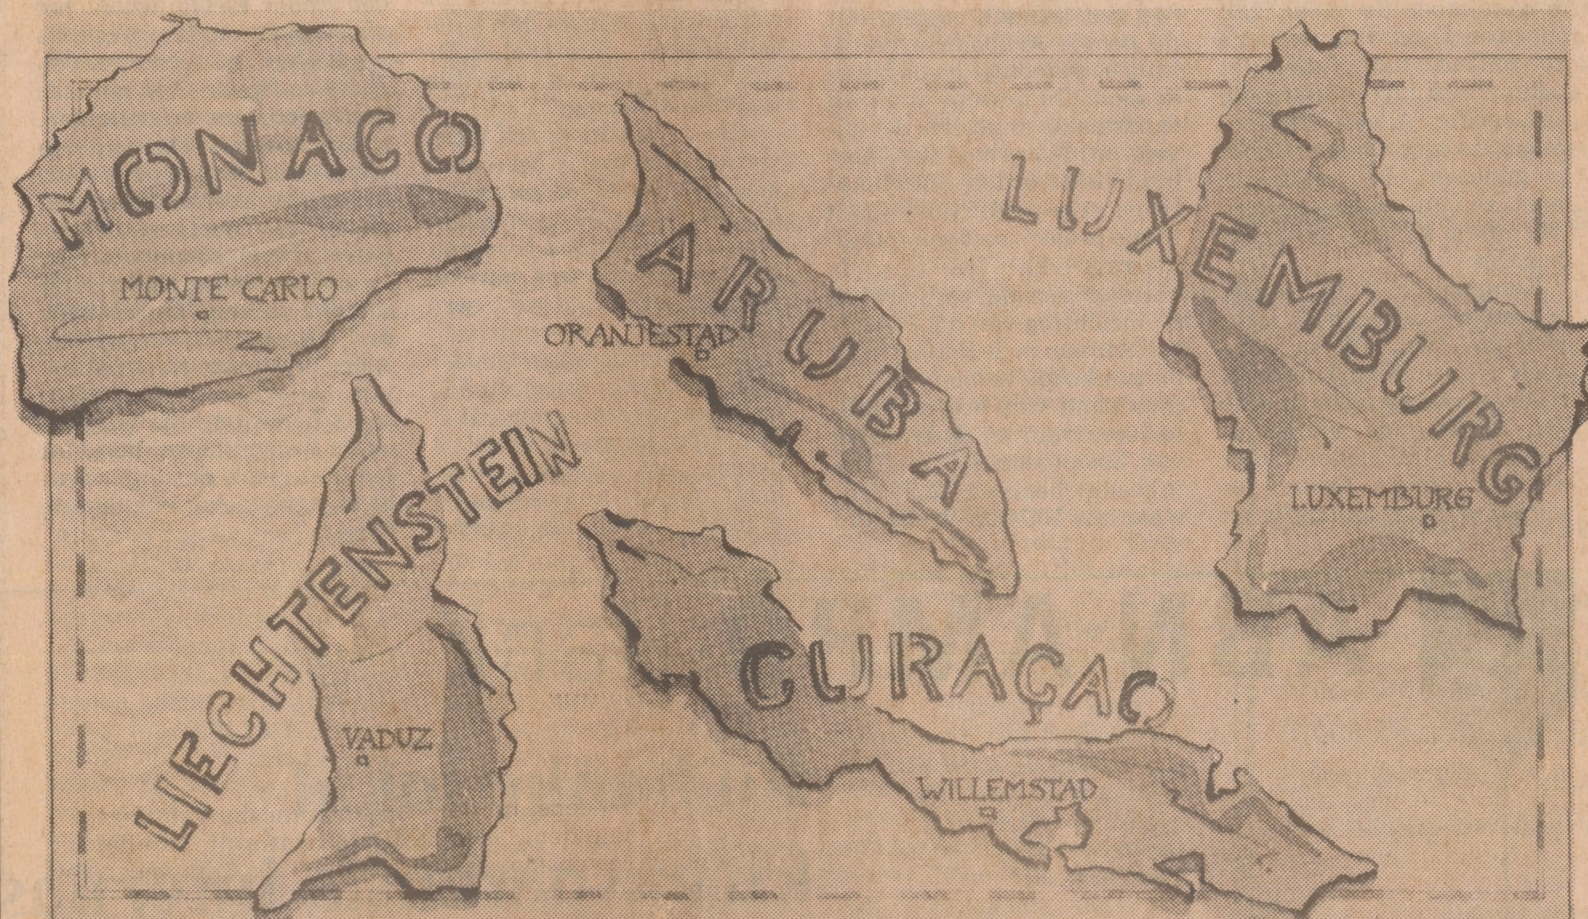 MONACO
MONTE CARLO
ARUBA
ORANJESTAD
LUXEMBURG
LUXEMBURG
LIECHTENSTEIN
VADUZ
CURAÇAO
WILLEMSTAD